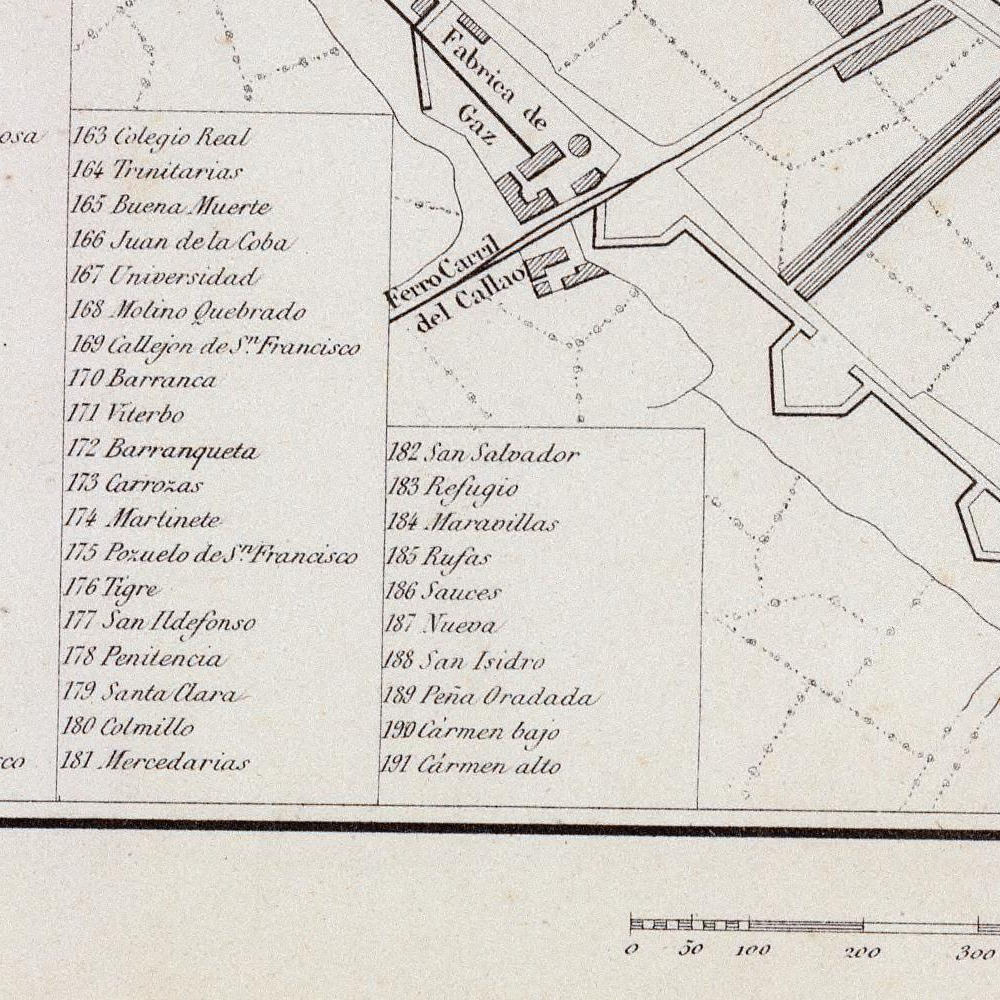 Fabrica de
Gaz
Ferro Carril
del Callao
osa
163 Colegio Real
164 Trinitarias
165 Buena Muerte
166 Juan de la Coba
167 Universidad
168 Molino Quebrado
169 Callejon de Sⁿ. Francisco
170 Barranca
171 Viterbo
172 Barranqueta
173 Carrozas
174 Martinete
175 Pozuelo de Sⁿ. Francisco
176 Tigre
177 San Ildefonso
178 Penitencia
179 Santa Clara
180 Colmillo
sco
181 Mercedarias
182 San Salvador
183 Refugio
184 Maravillas
185 Rufas
186 Sauces
187 Nueva
188 San Isidro
189 Peña Oradada
190 Cármen bajo
191 Cármen alto
0 50 100 200 300